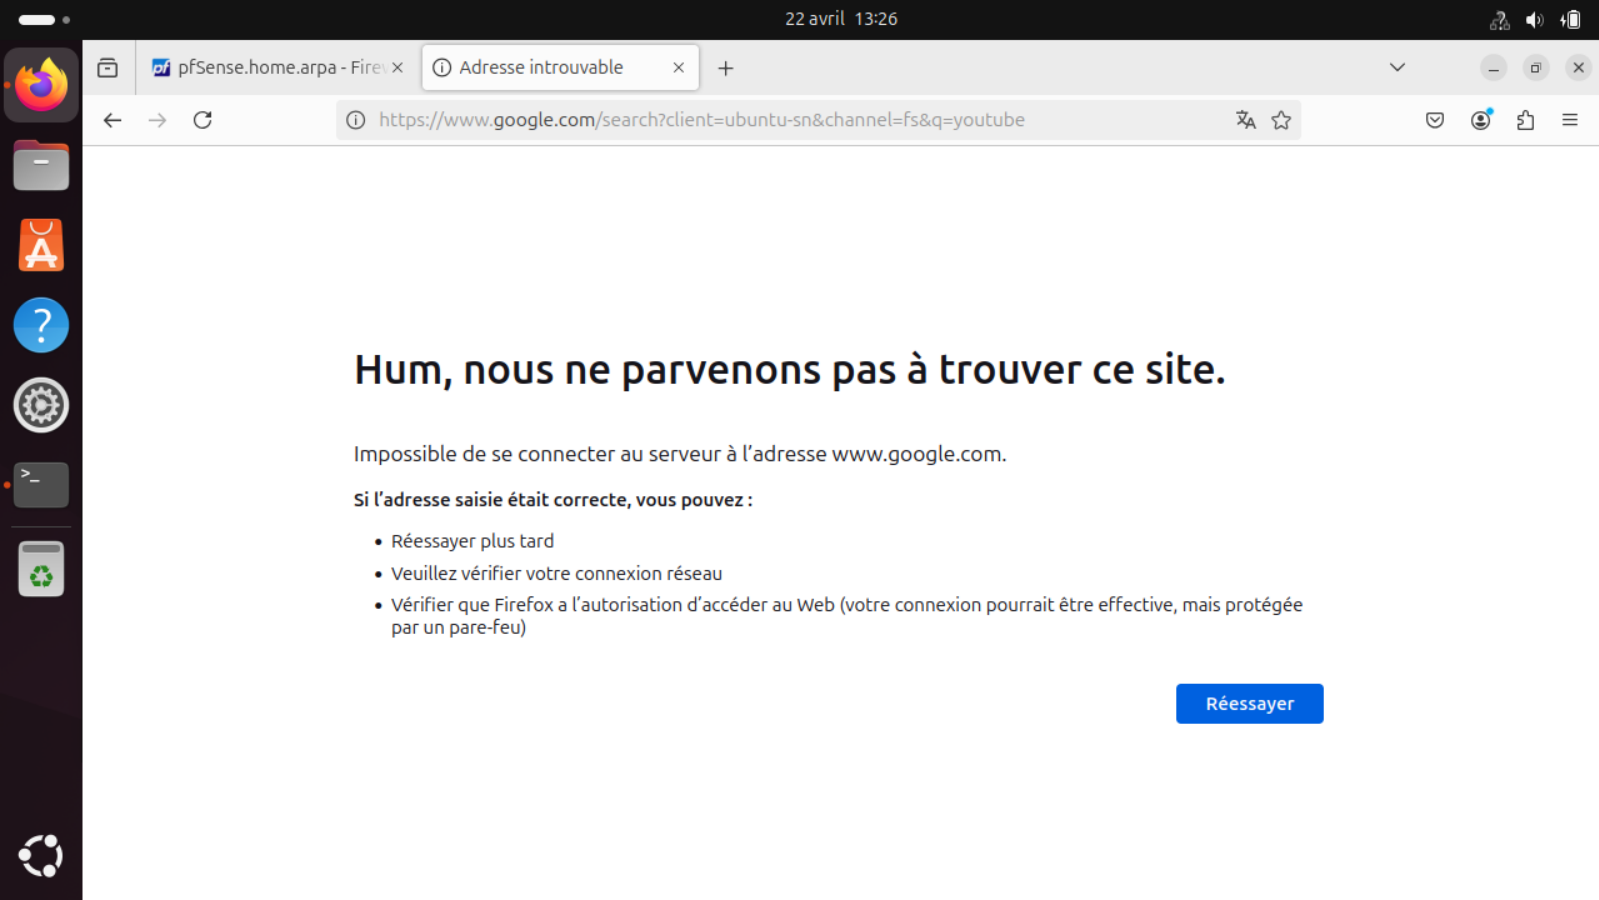 22 avril 13:26
pf pfSense.home.arpa - Firew
Adresse introuvable
https://www.google.com/search?client=ubuntu-sn&channel=fs&q=youtube
Hum, nous ne parvenons pas à trouver ce site.
Impossible de se connecter au serveur à l’adresse www.google.com.
Si l’adresse saisie était correcte, vous pouvez :
• Réessayer plus tard
• Veuillez vérifier votre connexion réseau
• Vérifier que Firefox a l’autorisation d’accéder au Web (votre connexion pourrait être effective, mais protégée
par un pare-feu)
Réessayer